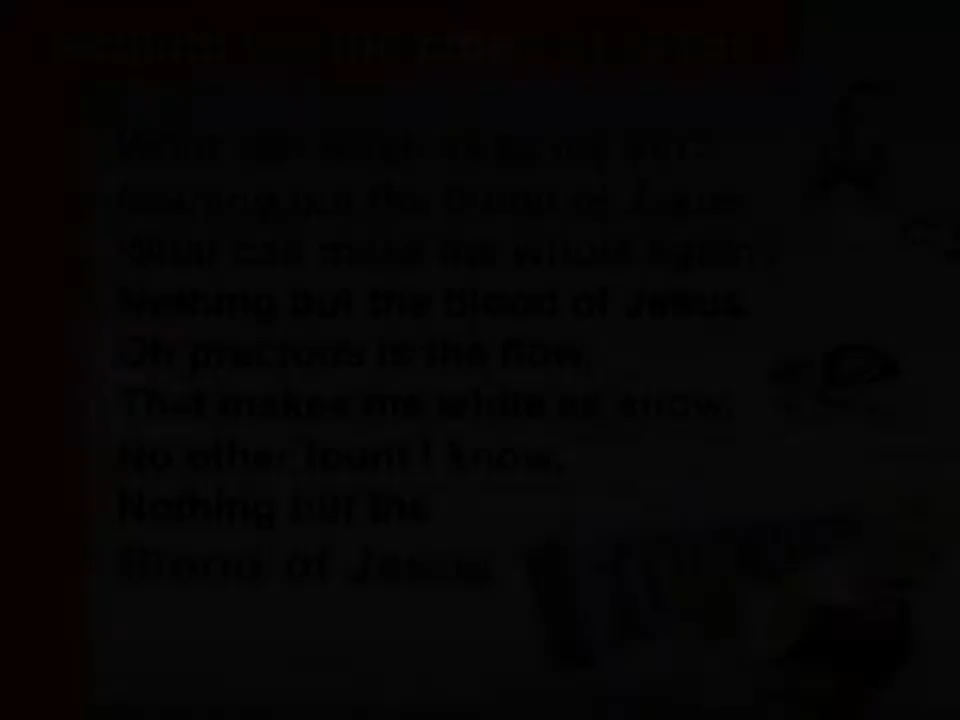 What can wash away my sin?
Nothing but the blood of Jesus
What can make me whole again
Nothing but the blood of Jesus.
Oh precious is the flow,
That makes me white as snow.
No other fount I know,
Nothing but the
Blood of Jesus